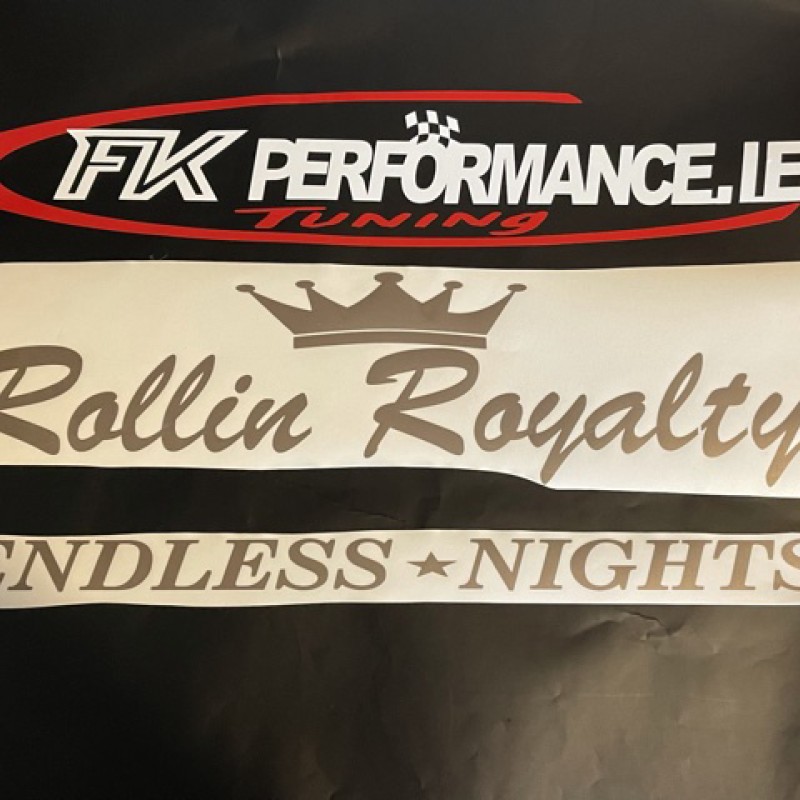 FK PERFORMANCE.IE
Tuning
Rollin Royalty
ENDLESS ★ NIGHTS